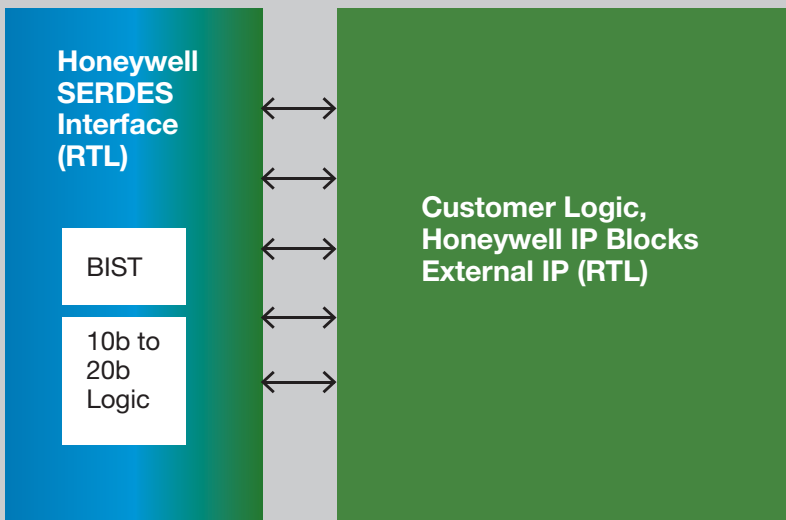 Honeywell
SERDES
Interface
(RTL)
BIST
10b to
20b
Logic
Customer Logic,
Honeywell IP Blocks
External IP (RTL)